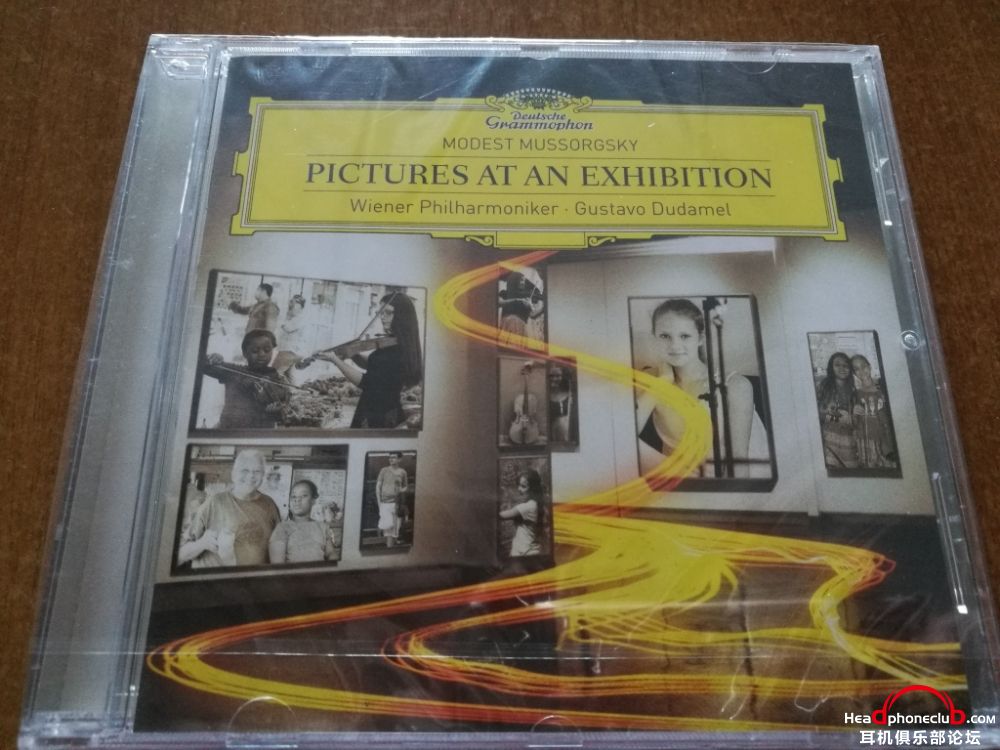 Deutsche
Grammophon
MODEST MUSSORGSKY
PICTURES AT AN EXHIBITION
Wiener Philharmoniker · Gustavo Dudamel
HeadphoneclubD.com
耳机俱乐部论坛